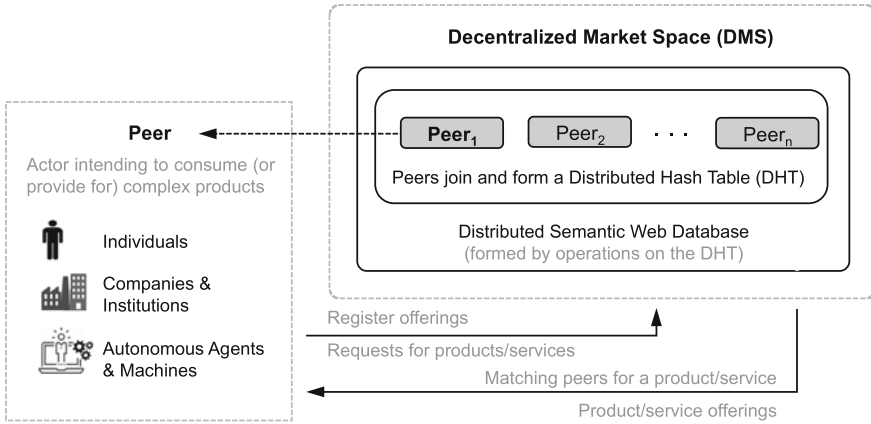 Decentralized Market Space (DMS)
Peer₁
Peer₂
. . .
Peerₙ
Peers join and form a Distributed Hash Table (DHT)
Distributed Semantic Web Database
(formed by operations on the DHT)
Peer
Actor intending to consume (or
provide for) complex products
Individuals
Companies &
Institutions
Autonomous Agents
& Machines
Register offerings
Requests for products/services
Matching peers for a product/service
Product/service offerings